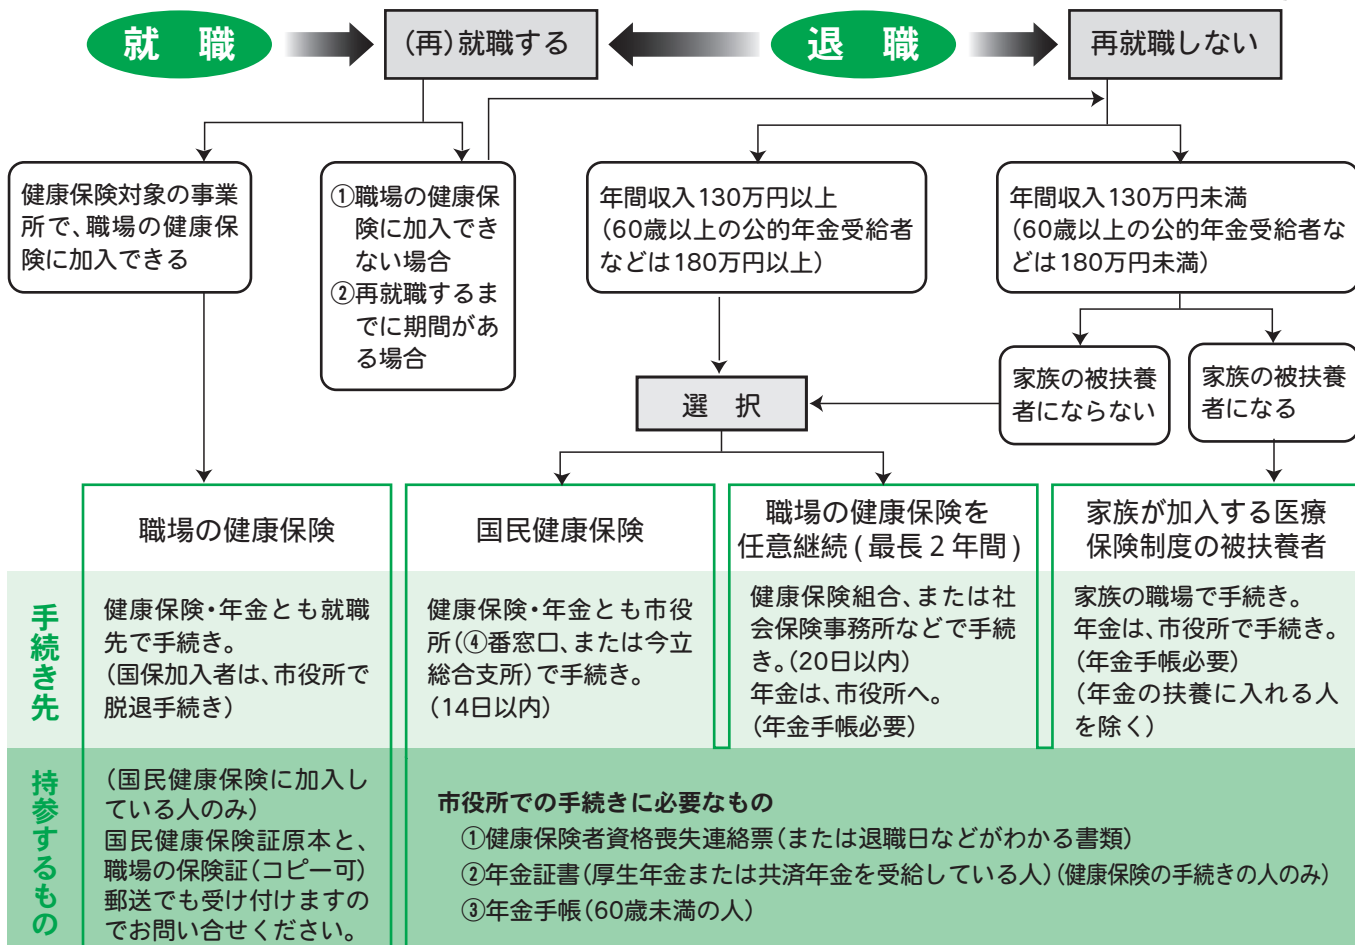 就 職
(再)就職する
退 職
再就職しない
健康保険対象の事業
所で、職場の健康保
険に加入できる
①職場の健康保
険に加入でき
ない場合
②再就職するま
でに期間があ
る場合
年間収入130万円以上
(60歳以上の公的年金受給者
などは180万円以上)
年間収入130万円未満
(60歳以上の公的年金受給者な
どは180万円未満)
選 択
家族の被扶養
者にならない
家族の被扶養
者になる
職場の健康保険
国民健康保険
職場の健康保険を
任意継続(最長2年間)
家族が加入する医療
保険制度の被扶養者
手続き先
健康保険・年金とも就職
先で手続き。
(国保加入者は、市役所で
脱退手続き)
健康保険・年金とも市役
所(④番窓口、または今立
総合支所)で手続き。
(14日以内)
健康保険組合、または社
会保険事務所などで手続
き。(20日以内)
年金は、市役所へ。
(年金手帳必要)
家族の職場で手続き。
年金は、市役所で手続き。
(年金手帳必要)
(年金の扶養に入れる人
を除く)
持参するもの
(国民健康保険に加入し
ている人のみ)
国民健康保険証原本と、
職場の保険証(コピー可)
郵送でも受け付けますの
でお問い合せください。
市役所での手続きに必要なもの
①健康保険者資格喪失連絡票(または退職日などがわかる書類)
②年金証書(厚生年金または共済年金を受給している人)(健康保険の手続きの人のみ)
③年金手帳(60歳未満の人)